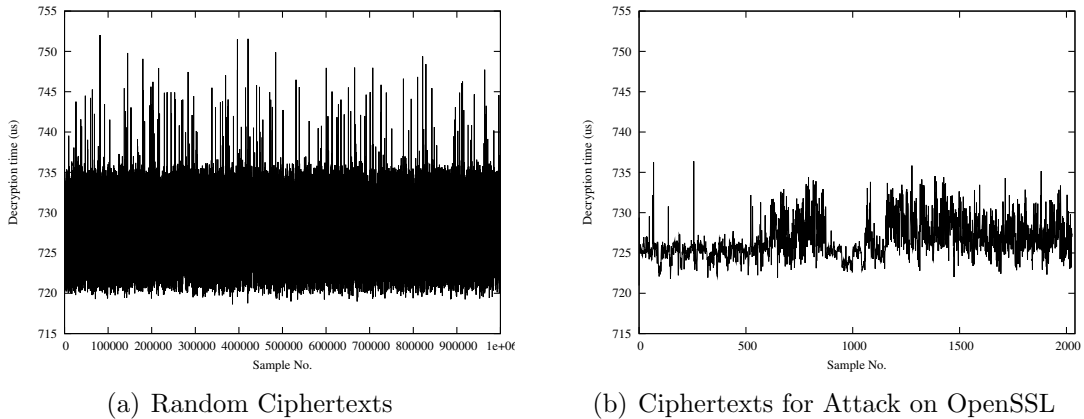 755
750
745
740
735
730
725
720
715
Decryption time (us)
0 100000 200000 300000 400000 500000 600000 700000 800000 900000 1e+06
Sample No.
(a) Random Ciphertexts
755
750
745
740
735
730
725
720
715
Decryption time (us)
0 500 1000 1500 2000
Sample No.
(b) Ciphertexts for Attack on OpenSSL